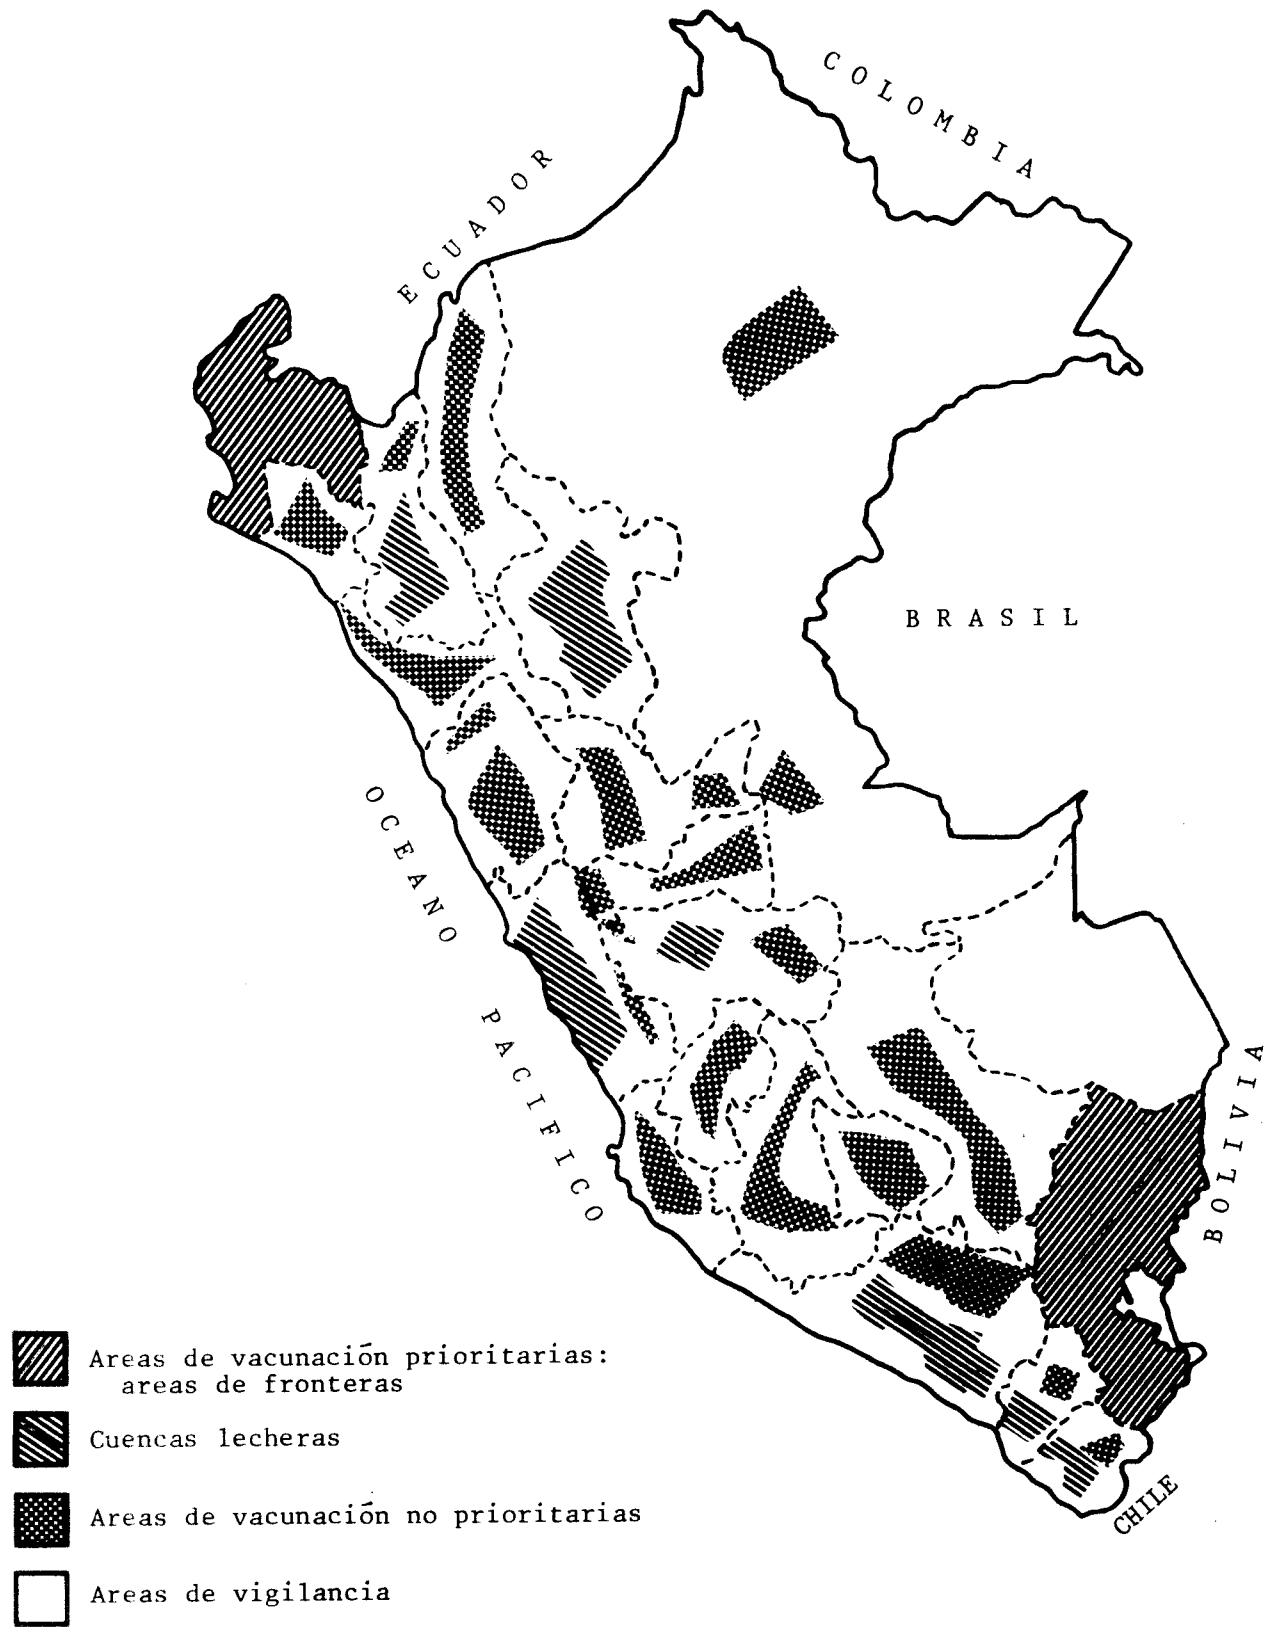 COLOMBIA
ECUADOR
BRASIL
OCEANO PACIFICO
BOLIVIA
CHILE
Areas de vacunación prioritarias:
areas de fronteras
Cuencas lecheras
Areas de vacunación no prioritarias
Areas de vigilancia